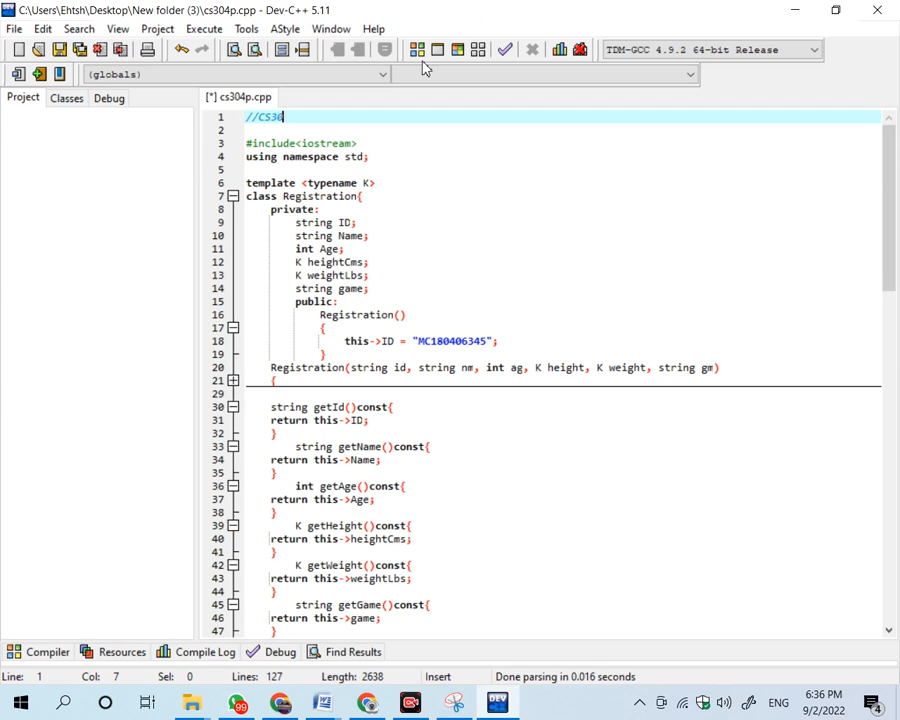 C:\Users\Ehtsh\Desktop\New folder (3)\cs304p.cpp - Dev-C++ 5.11
File Edit Search View Project Execute Tools AStyle Window Help
TDM-GCC 4.9.2 64-bit Release
(globals)
Project Classes Debug
[*] cs304p.cpp
1 //CS30
2
3 #include<iostream>
4 using namespace std;
5
6 template <typename K>
7 class Registration{
8 private:
9 string ID;
10 string Name;
11 int Age;
12 K heightCms;
13 K weightLbs;
14 string game;
15 public:
16 Registration()
17 {
18 this->ID = "MC180406345";
19 }
20 Registration(string id, string nm, int ag, K height, K weight, string gm)
21 {
29
30 string getId()const{
31 return this->ID;
32 }
33 string getName()const{
34 return this->Name;
35 }
36 int getAge()const{
37 return this->Age;
38 }
39 K getHeight()const{
40 return this->heightCms;
41 }
42 K getWeight()const{
43 return this->weightLbs;
44 }
45 string getGame()const{
46 return this->game;
47 }
Compiler Resources Compile Log Debug Find Results
Line: 1 Col: 7 Sel: 0 Lines: 127 Length: 2638 Insert Done parsing in 0.016 seconds
99
DEV
ENG
6:36 PM
9/2/2022
4